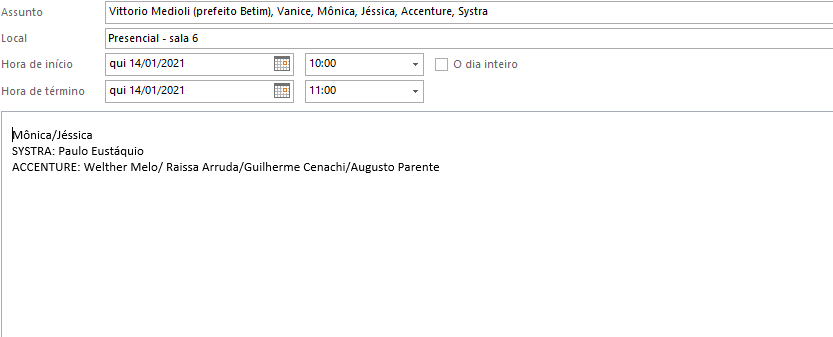 Assunto Vittorio Medioli (prefeito Betim), Vanice, Mônica, Jéssica, Accenture, Systra
Local Presencial - sala 6
Hora de início qui 14/01/2021 10:00 O dia inteiro
Hora de término qui 14/01/2021 11:00
Mônica/Jéssica
SYSTRA: Paulo Eustáquio
ACCENTURE: Welther Melo/ Raissa Arruda/Guilherme Cenachi/Augusto Parente